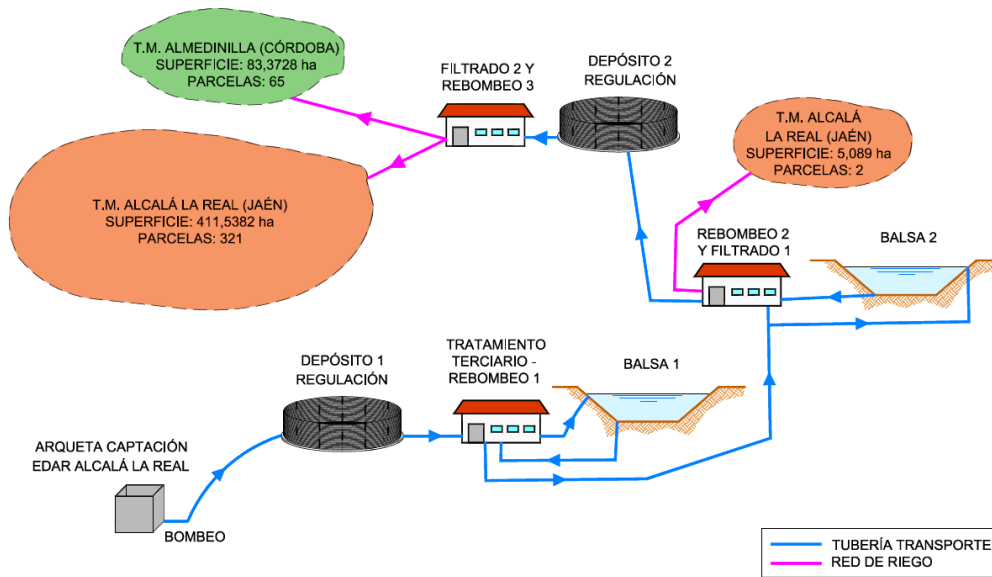 T.M. ALMEDINILLA (CÓRDOBA)
SUPERFICIE: 83,3728 ha
PARCELAS: 65
FILTRADO 2 Y
REBOMBEO 3
DEPÓSITO 2
REGULACIÓN
T.M. ALCALÁ
LA REAL (JAÉN)
SUPERFICIE: 5,089 ha
PARCELAS: 2
T.M. ALCALÁ LA REAL (JAÉN)
SUPERFICIE: 411,5382 ha
PARCELAS: 321
REBOMBEO 2
Y FILTRADO 1
BALSA 2
DEPÓSITO 1
REGULACIÓN
TRATAMIENTO
TERCIARIO -
REBOMBEO 1
BALSA 1
ARQUETA CAPTACIÓN
EDAR ALCALÁ LA REAL
BOMBEO
TUBERÍA TRANSPORTE
RED DE RIEGO